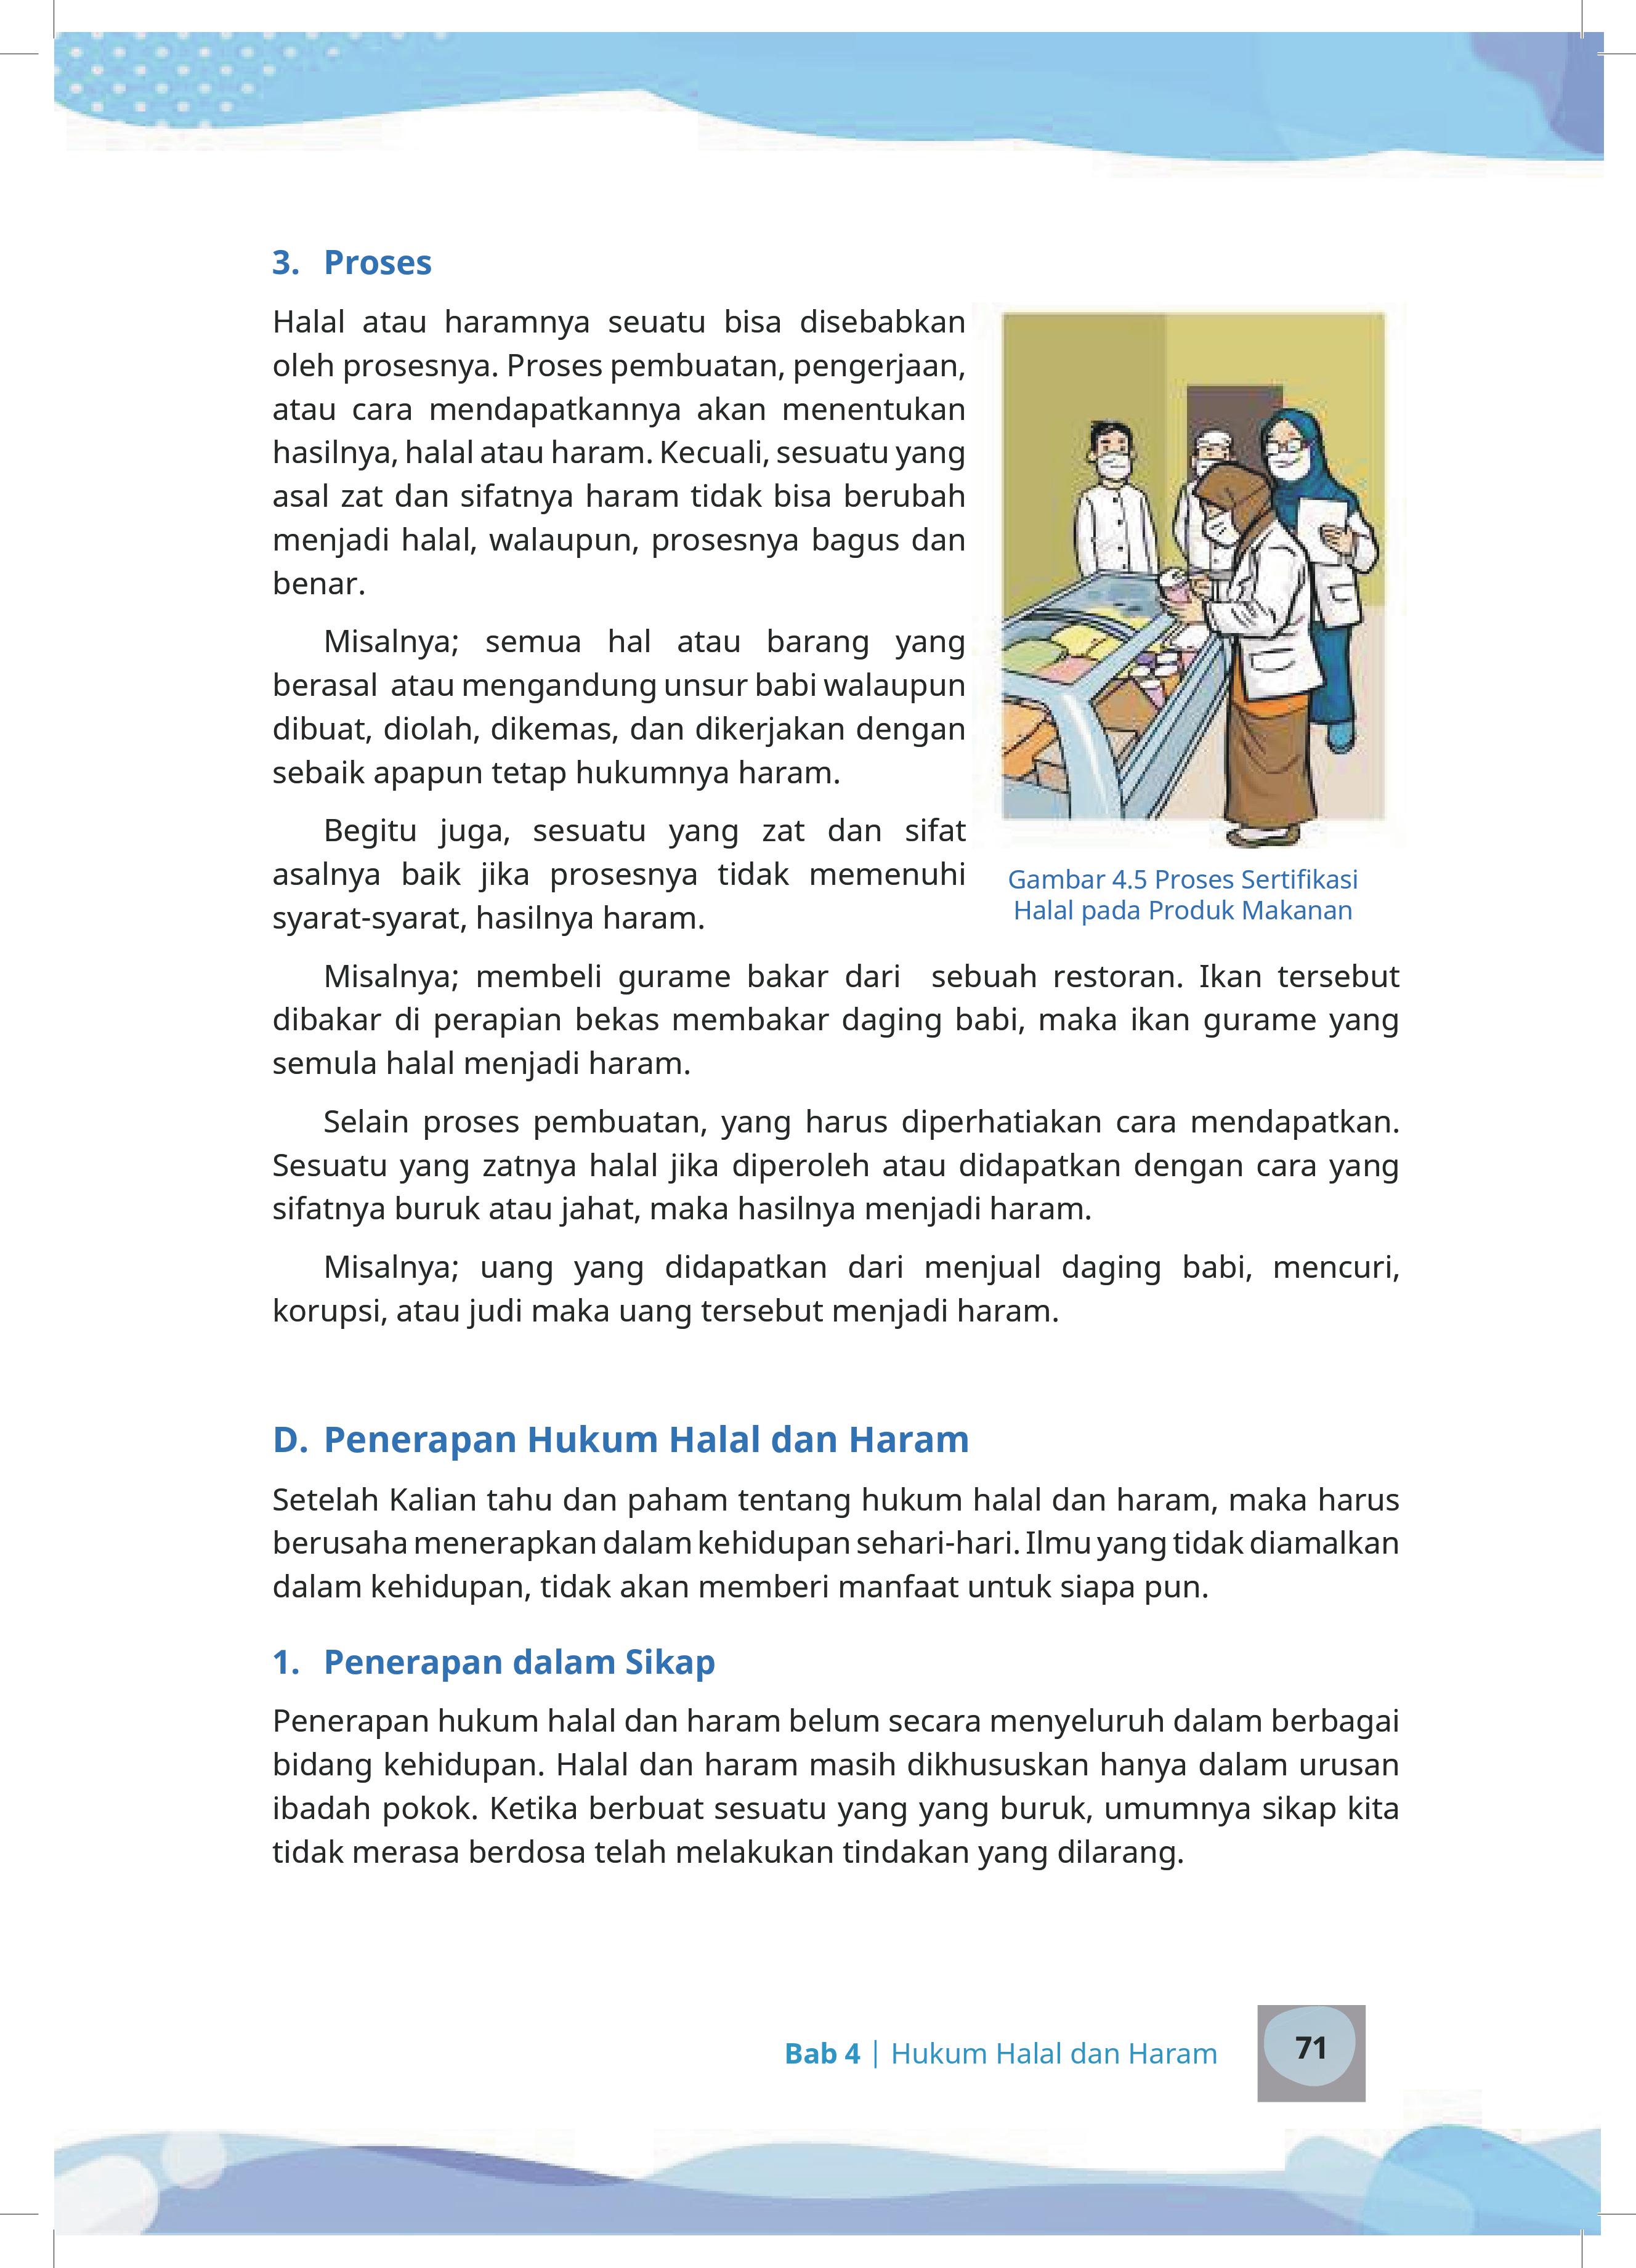 3. Proses
Halal atau haramnya seuatu bisa disebabkan
oleh prosesnya. Proses pembuatan, pengerjaan,
atau cara mendapatkannya akan menentukan
hasilnya, halal atau haram. Kecuali, sesuatu yang
asal zat dan sifatnya haram tidak bisa berubah
menjadi halal, walaupun, prosesnya bagus dan
benar.
Misalnya; semua hal atau barang yang
berasal atau mengandung unsur babi walaupun
dibuat, diolah, dikemas, dan dikerjakan dengan
sebaik apapun tetap hukumnya haram.
Begitu juga, sesuatu yang zat dan sifat
asalnya baik jika prosesnya tidak memenuhi
syarat-syarat, hasilnya haram.
Gambar 4.5 Proses Sertifikasi
Halal pada Produk Makanan
Misalnya; membeli gurame bakar dari sebuah restoran. Ikan tersebut
dibakar di perapian bekas membakar daging babi, maka ikan gurame yang
semula halal menjadi haram.
Selain proses pembuatan, yang harus diperhatiakan cara mendapatkan.
Sesuatu yang zatnya halal jika diperoleh atau didapatkan dengan cara yang
sifatnya buruk atau jahat, maka hasilnya menjadi haram.
Misalnya; uang yang didapatkan dari menjual daging babi, mencuri,
korupsi, atau judi maka uang tersebut menjadi haram.
D. Penerapan Hukum Halal dan Haram
Setelah Kalian tahu dan paham tentang hukum halal dan haram, maka harus
berusaha menerapkan dalam kehidupan sehari-hari. Ilmu yang tidak diamalkan
dalam kehidupan, tidak akan memberi manfaat untuk siapa pun.
1. Penerapan dalam Sikap
Penerapan hukum halal dan haram belum secara menyeluruh dalam berbagai
bidang kehidupan. Halal dan haram masih dikhususkan hanya dalam urusan
ibadah pokok. Ketika berbuat sesuatu yang yang buruk, umumnya sikap kita
tidak merasa berdosa telah melakukan tindakan yang dilarang.
Bab 4 | Hukum Halal dan Haram
71